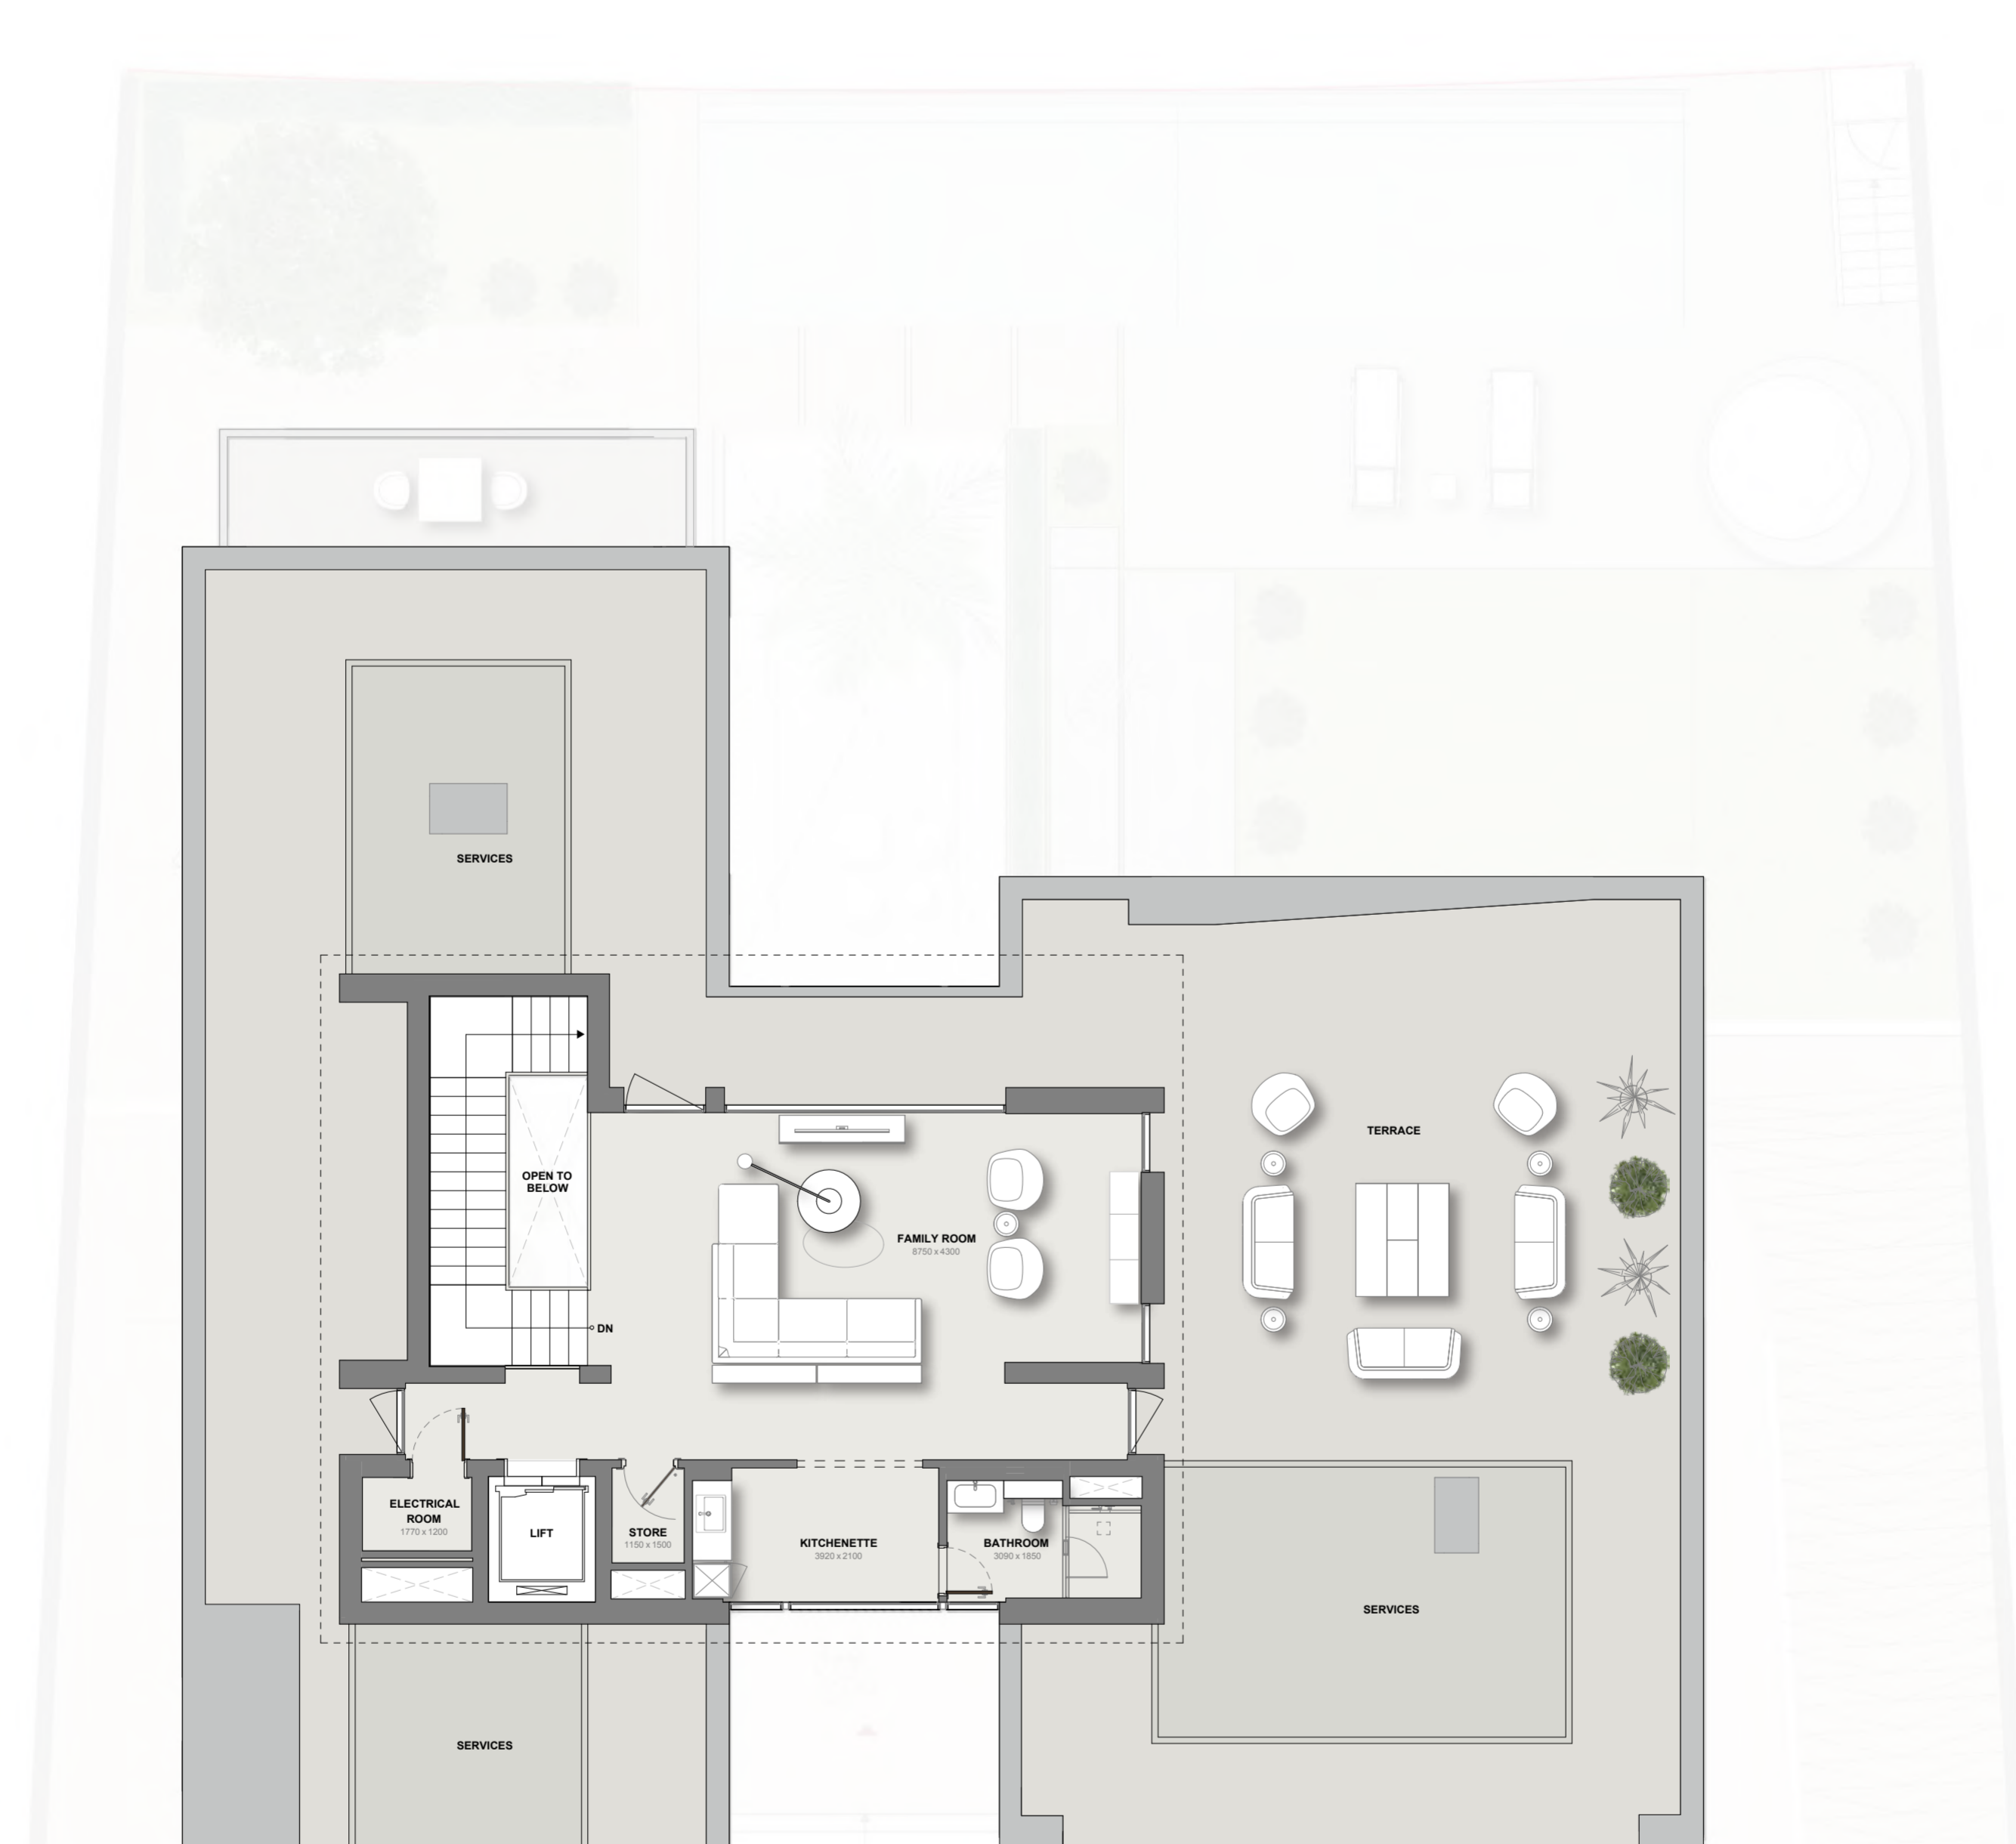 SERVICES
OPEN TO
BELOW
TERRACE
FAMILY ROOM
8750 x 4300
DN
ELECTRICAL
ROOM
1770 x 1200
LIFT
STORE
1150 x 1500
KITCHENETTE
3920 x 2100
BATHROOM
3090 x 1850
SERVICES
SERVICES